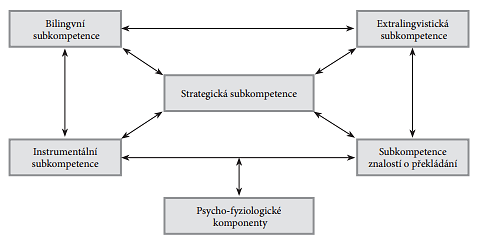 Bilingvní
subkompetence
Extralingvistická
subkompetence
Strategická subkompetence
Instrumentální
subkompetence
Subkompetence
znalostí o překládání
Psycho-fyziologické
komponenty